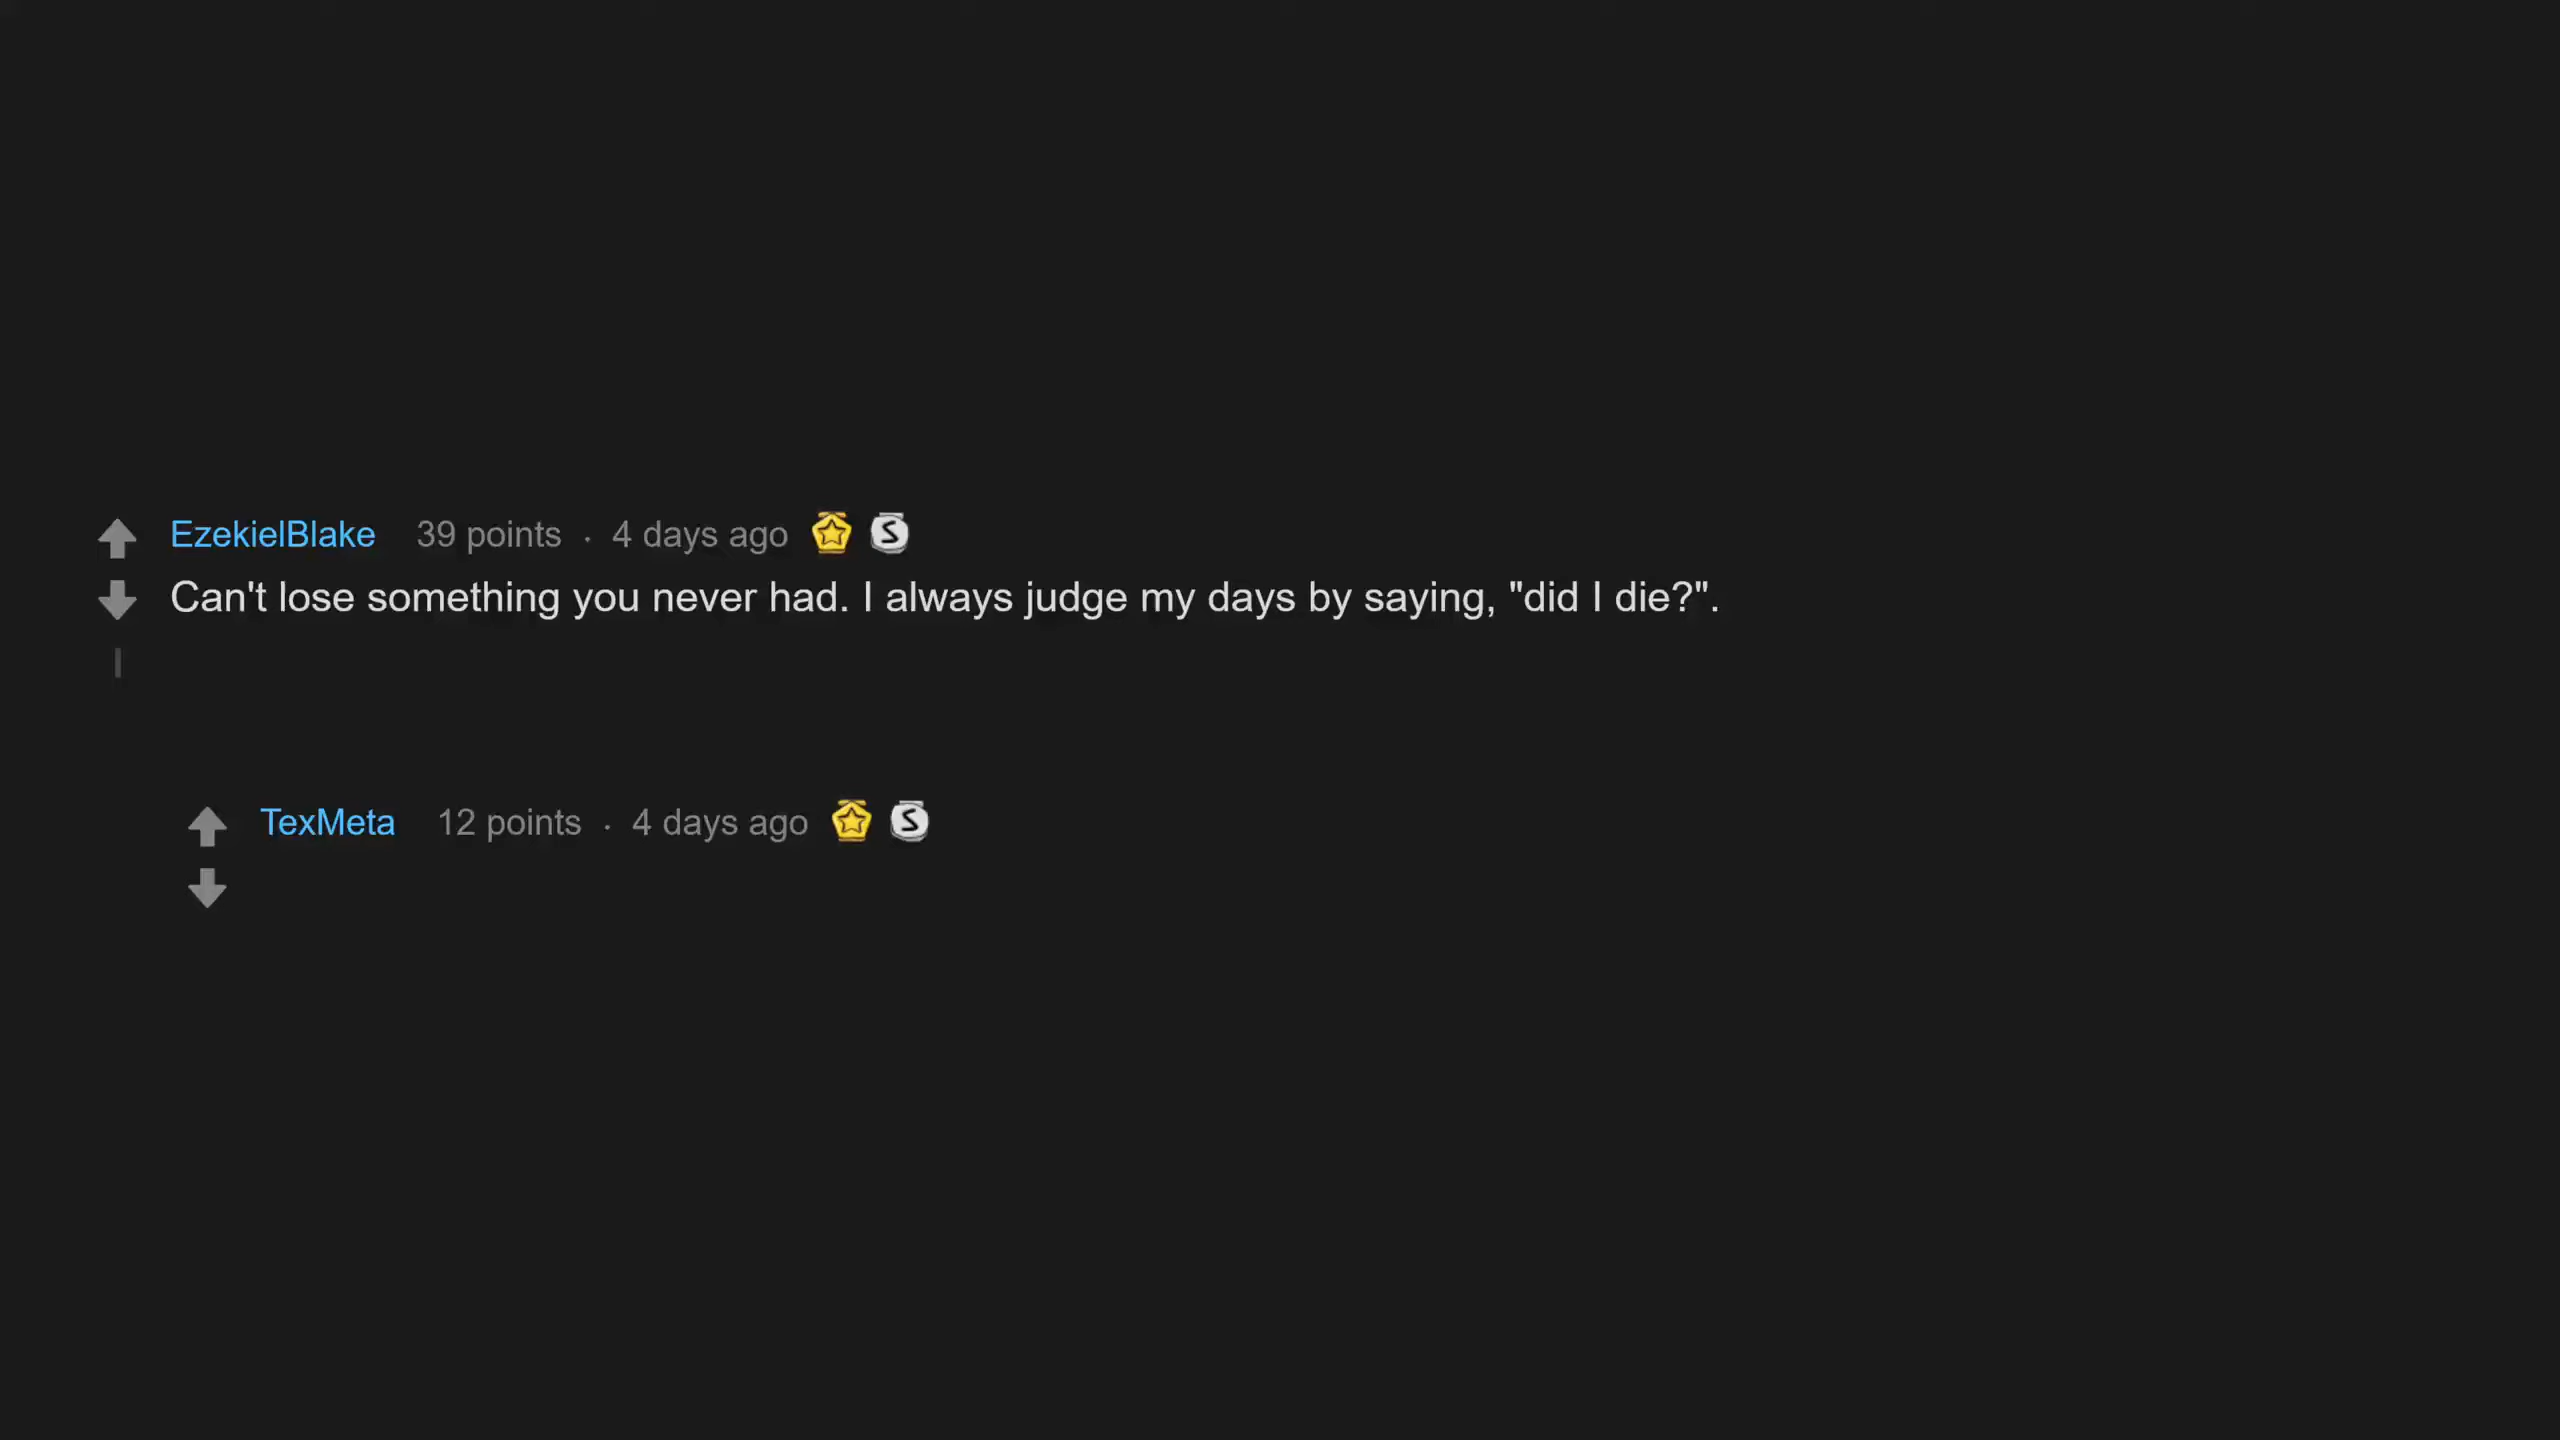 EzekielBlake 39 points · 4 days ago S
Can't lose something you never had. I always judge my days by saying, "did I die?".
TexMeta 12 points · 4 days ago S